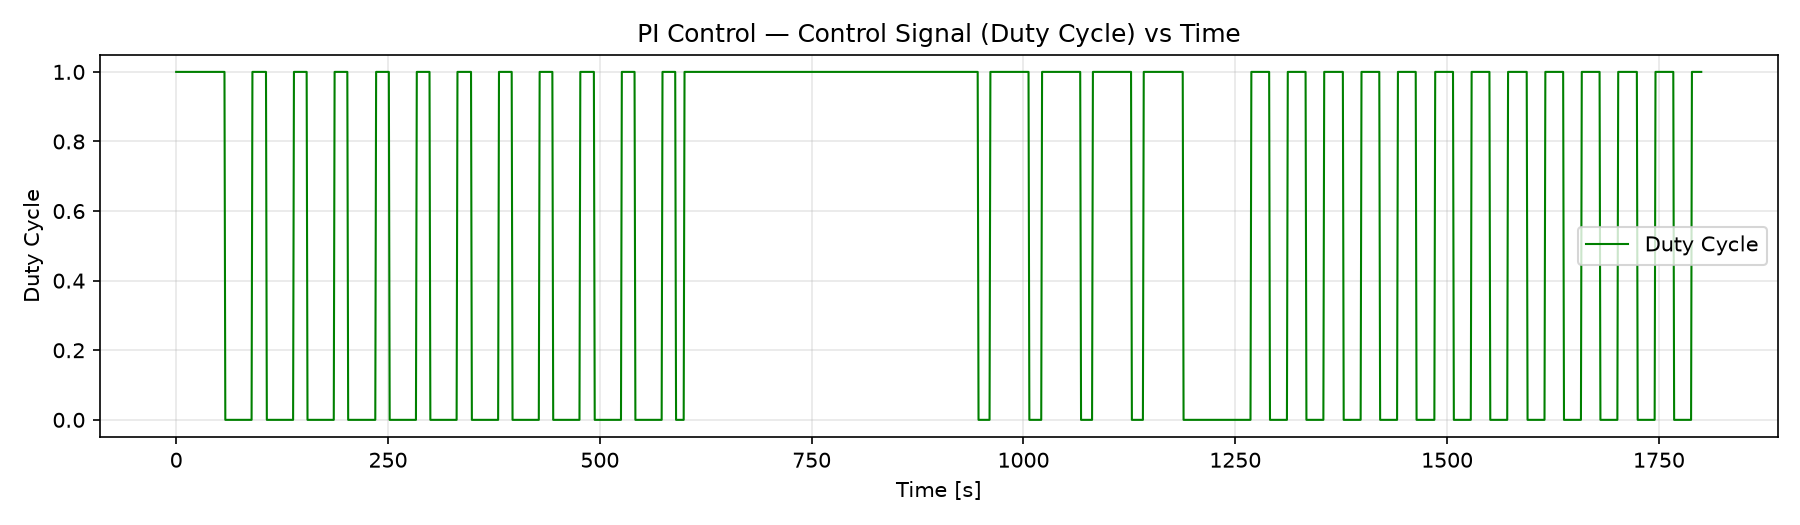 PI Control — Control Signal (Duty Cycle) vs Time
1.0
0.8
0.6
0.4
0.2
0.0
Duty Cycle
Duty Cycle
0 250 500 750 1000 1250 1500 1750
Time [s]